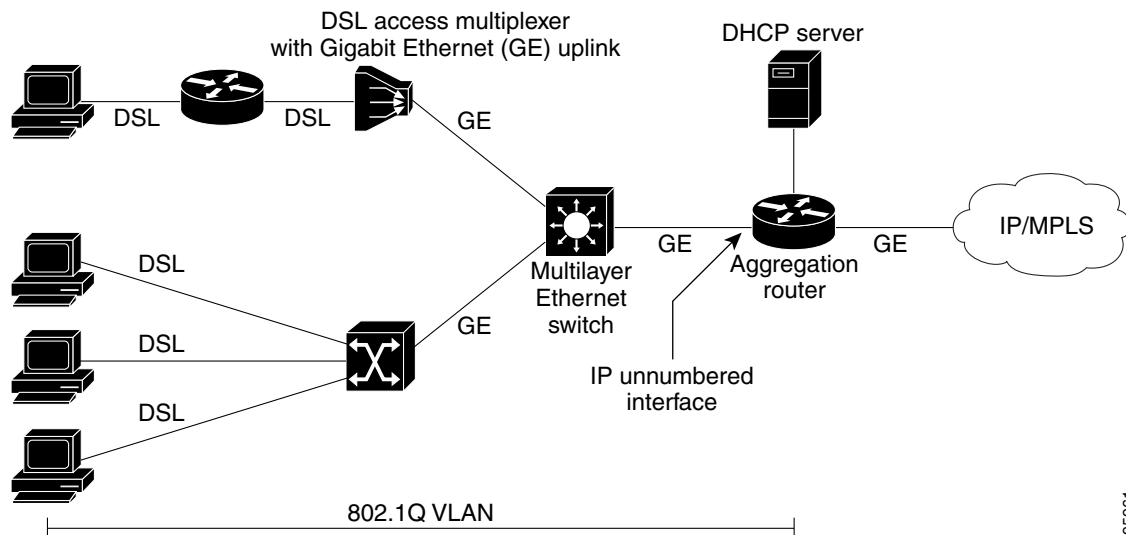 DSL access multiplexer
with Gigabit Ethernet (GE) uplink
DHCP server
DSL
DSL
GE
IP/MPLS
GE
GE
Multilayer
Ethernet
switch
Aggregation
router
DSL
GE
DSL
IP unnumbered
interface
DSL
802.1Q VLAN